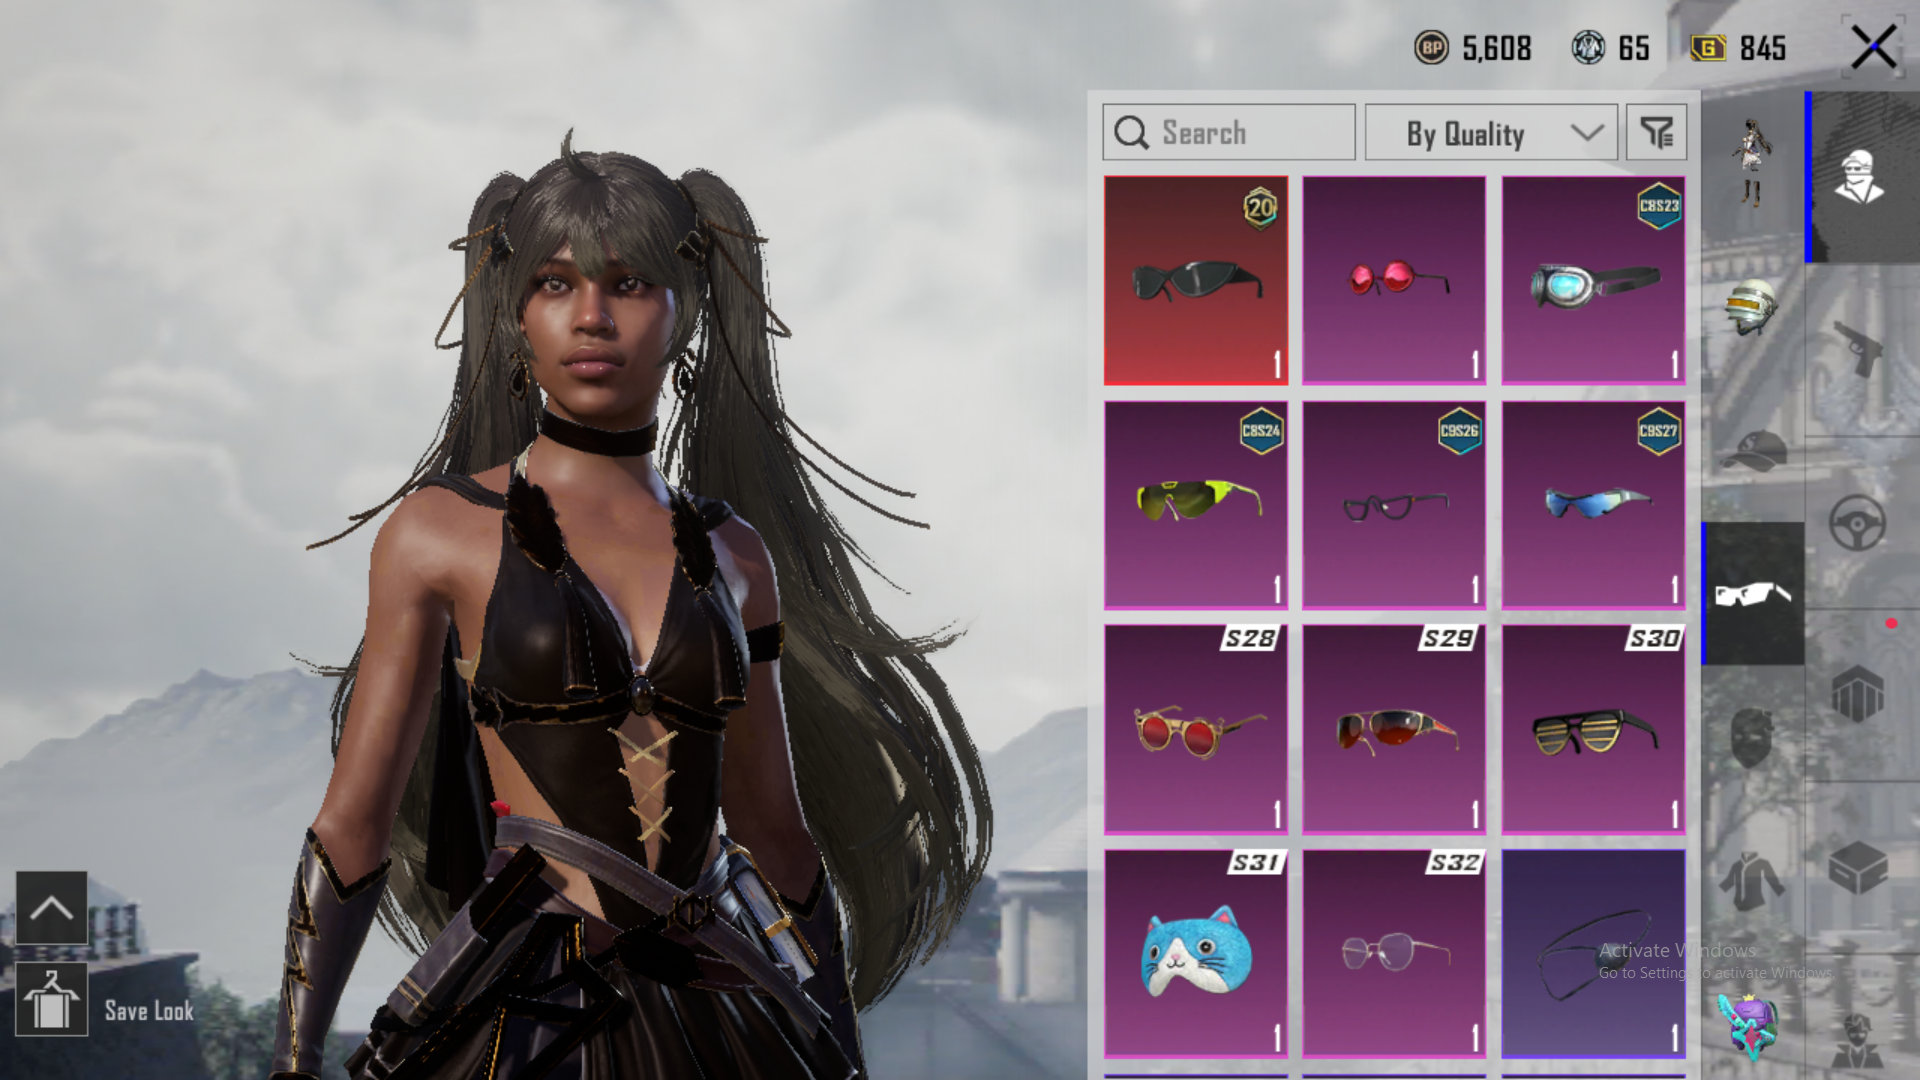 BP 5,608 65 G 845
Search
By Quality
20
C8S23
1
1
1
C8S24
C9S26
C9S27
1
1
1
S28
S29
S30
1
1
1
S31
S32
1
1
1
Save Look
Activate Windows
Go to Settings to activate Windows.